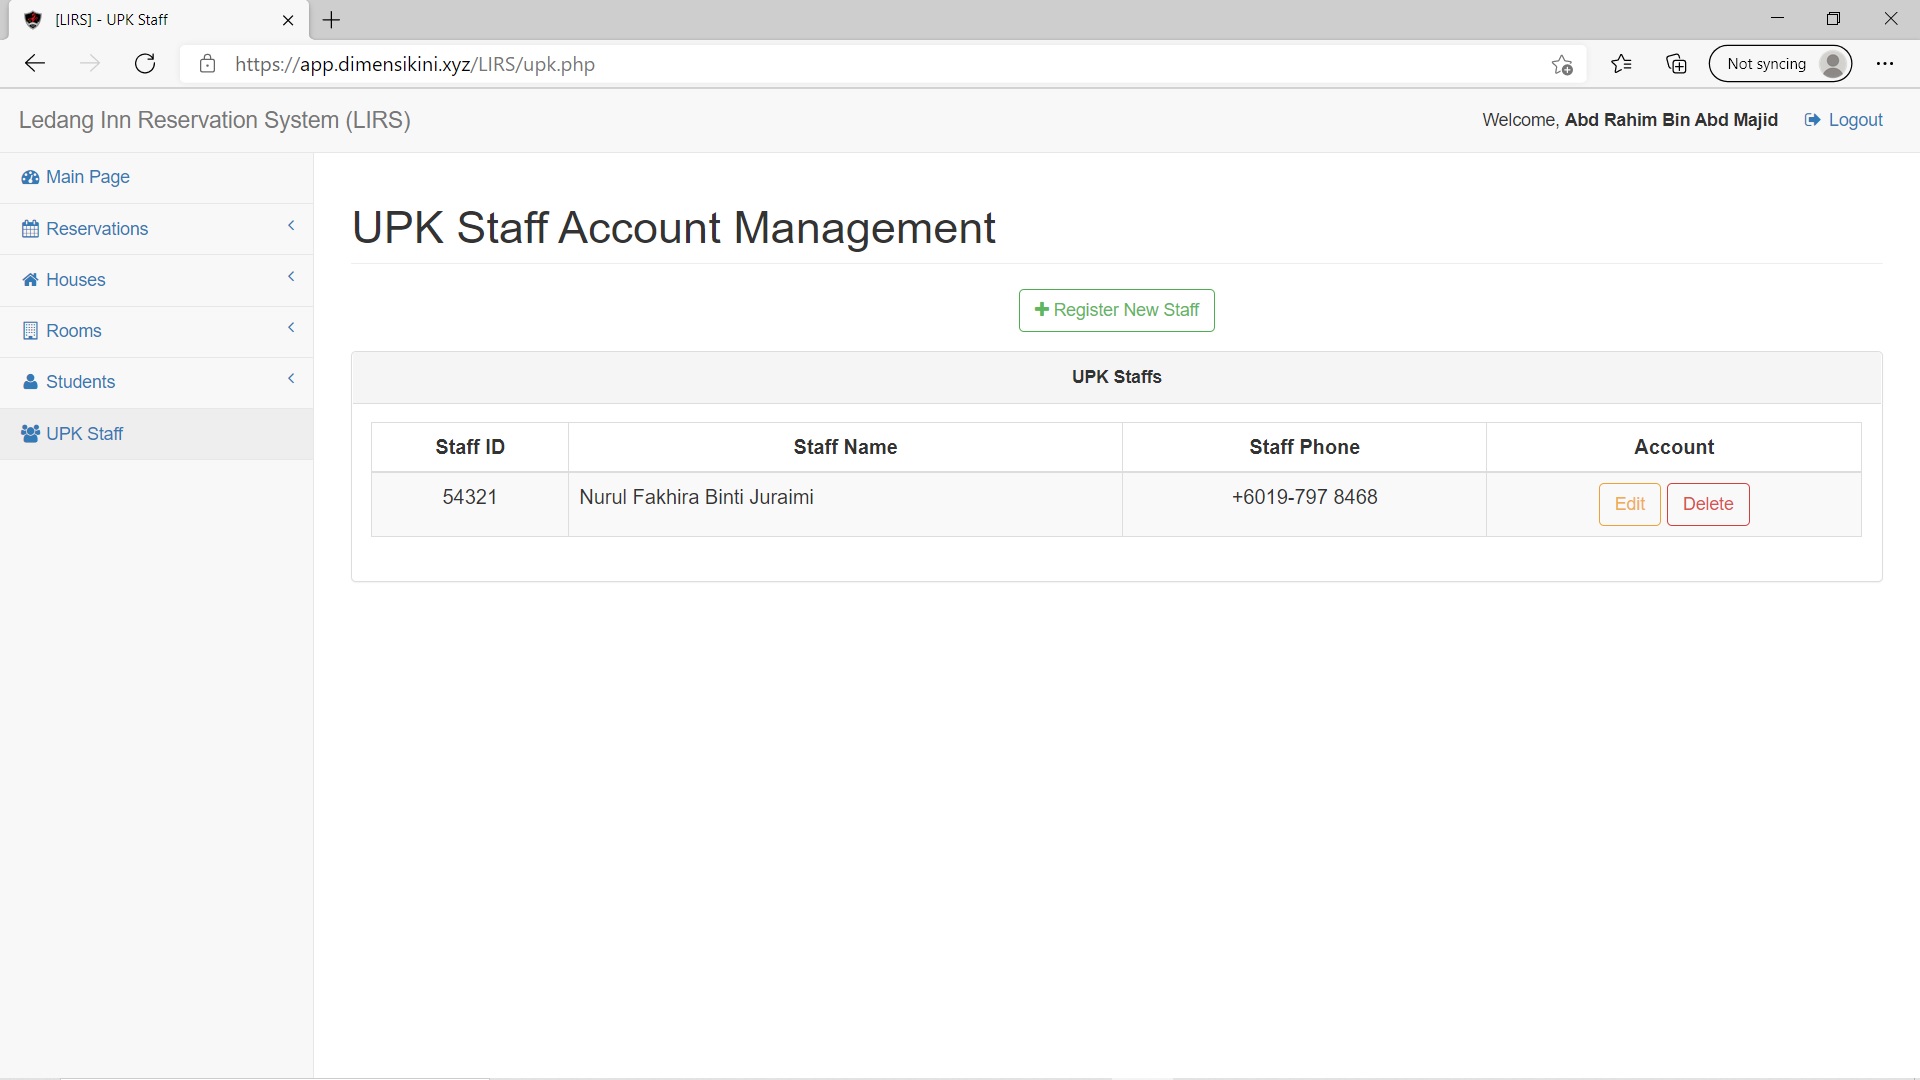 [LIRS] - UPK Staff
https://app.dimensikini.xyz/LIRS/upk.php
Not syncing
Ledang Inn Reservation System (LIRS)
Welcome, Abd Rahim Bin Abd Majid
Logout
Main Page
Reservations
Houses
Rooms
Students
UPK Staff
UPK Staff Account Management
Register New Staff
UPK Staffs
Staff ID Staff Name Staff Phone Account
54321 Nurul Fakhira Binti Juraimi +6019-797 8468 Edit Delete